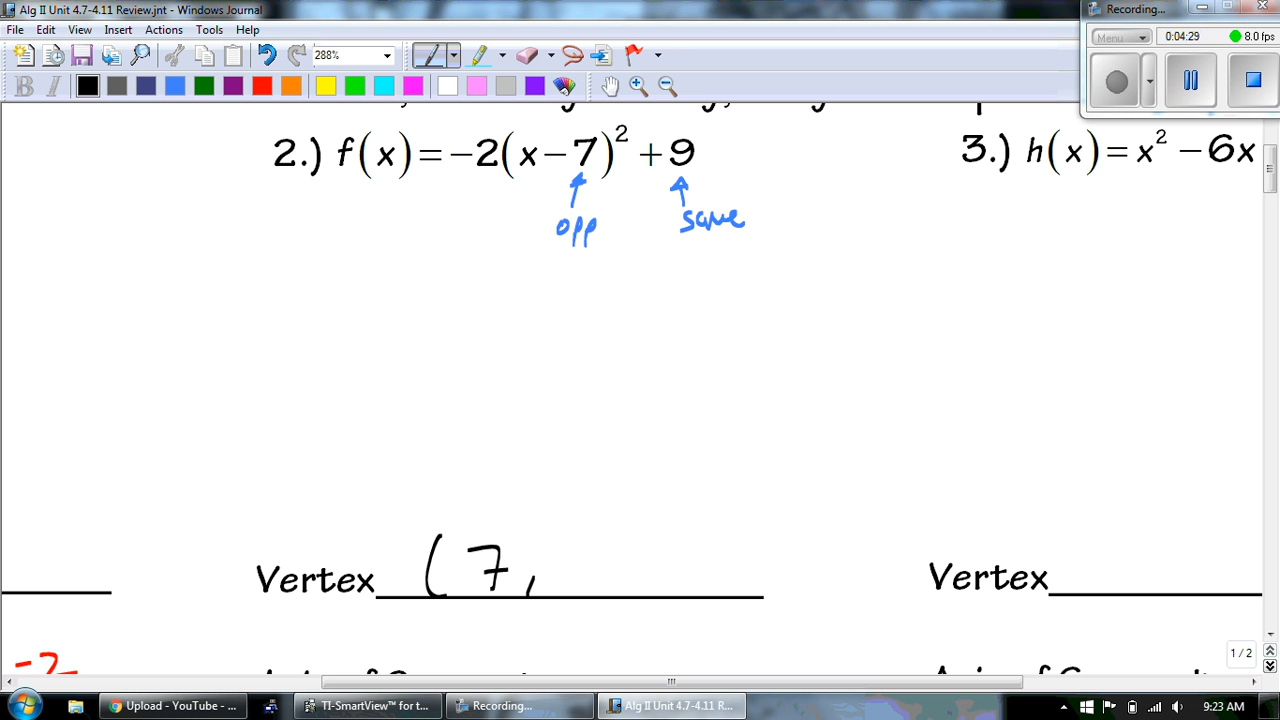 Alg II Unit 4.7-4.11 Review.jnt - Windows Journal
Recording...
File Edit View Insert Actions Tools Help
Menu 0:04:29 8.0 fps
288%
B I
2.) f(x) = −2(x − 7)² + 9
3.) h(x) = x² − 6x
opp same
Vertex ( 7 ,
Vertex
-2
1 / 2
Upload - YouTube - ... TI-SmartView™ for t... Recording... Alg II Unit 4.7-4.11 R... 9:23 AM